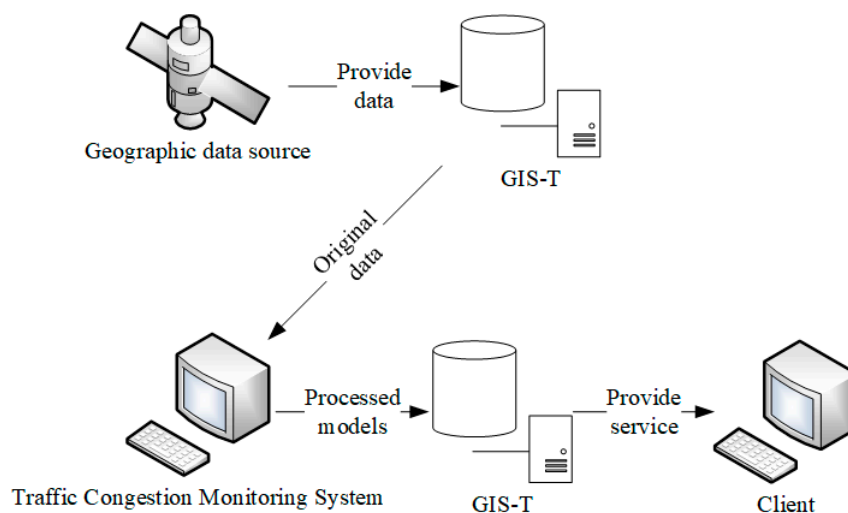 Provide
data
Geographic data source
GIS-T
Original
data
Processed
models
Provide
service
Traffic Congestion Monitoring System
GIS-T
Client